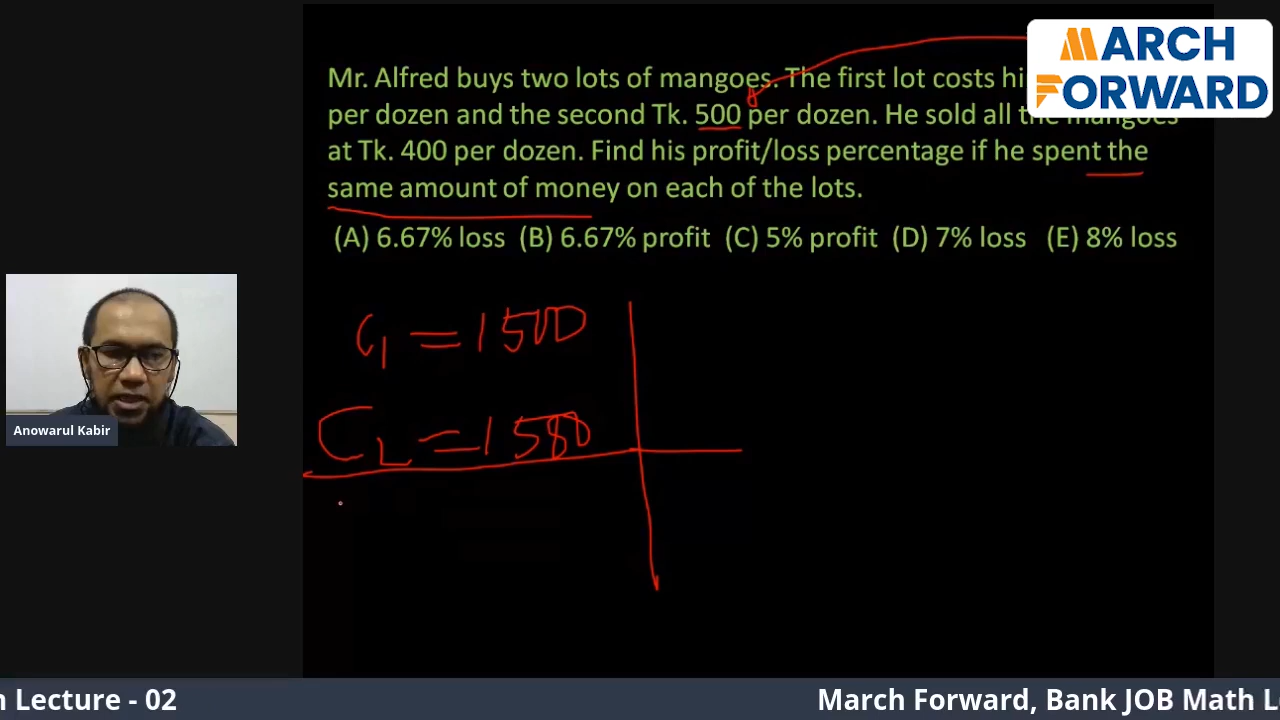 MARCH
FORWARD
Mr. Alfred buys two lots of mangoes. The first lot costs
per dozen and the second Tk. 500 per dozen. He sold all the mangoes
at Tk. 400 per dozen. Find his profit/loss percentage if he spent the
same amount of money on each of the lots.
(A) 6.67% loss (B) 6.67% profit (C) 5% profit (D) 7% loss (E) 8% loss
C1 = 1500
C2 = 1500
Anowarul Kabir
Lecture - 02
March Forward, Bank JOB Math